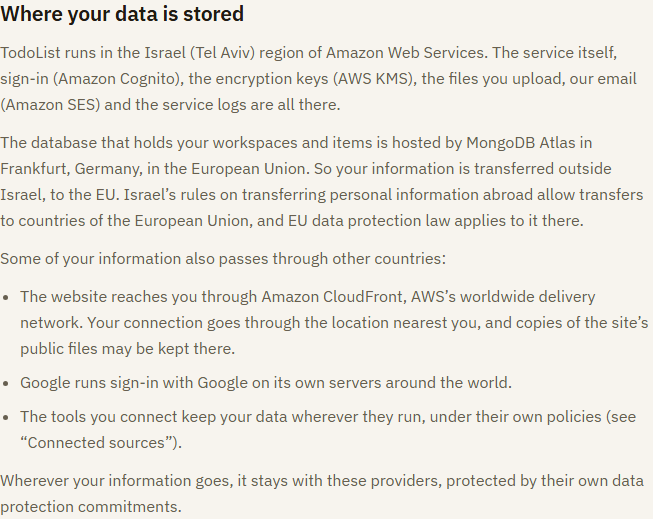 Where your data is stored
TodoList runs in the Israel (Tel Aviv) region of Amazon Web Services. The service itself,
sign-in (Amazon Cognito), the encryption keys (AWS KMS), the files you upload, our email
(Amazon SES) and the service logs are all there.
The database that holds your workspaces and items is hosted by MongoDB Atlas in
Frankfurt, Germany, in the European Union. So your information is transferred outside
Israel, to the EU. Israel’s rules on transferring personal information abroad allow transfers
to countries of the European Union, and EU data protection law applies to it there.
Some of your information also passes through other countries:
• The website reaches you through Amazon CloudFront, AWS’s worldwide delivery
network. Your connection goes through the location nearest you, and copies of the site’s
public files may be kept there.
• Google runs sign-in with Google on its own servers around the world.
• The tools you connect keep your data wherever they run, under their own policies (see
“Connected sources”).
Wherever your information goes, it stays with these providers, protected by their own data
protection commitments.